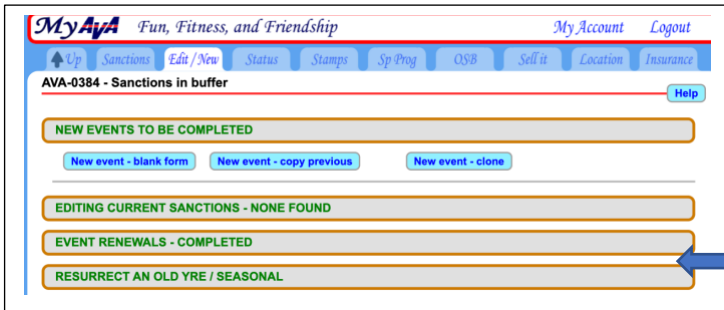 MyAVA Fun, Fitness, and Friendship My Account Logout
Up Sanctions Edit/New Status Stamps Sp Prog OSB Sell it Location Insurance
AVA-0384 - Sanctions in buffer
Help
NEW EVENTS TO BE COMPLETED
New event - blank form New event - copy previous New event - clone
EDITING CURRENT SANCTIONS - NONE FOUND
EVENT RENEWALS - COMPLETED
RESURRECT AN OLD YRE / SEASONAL